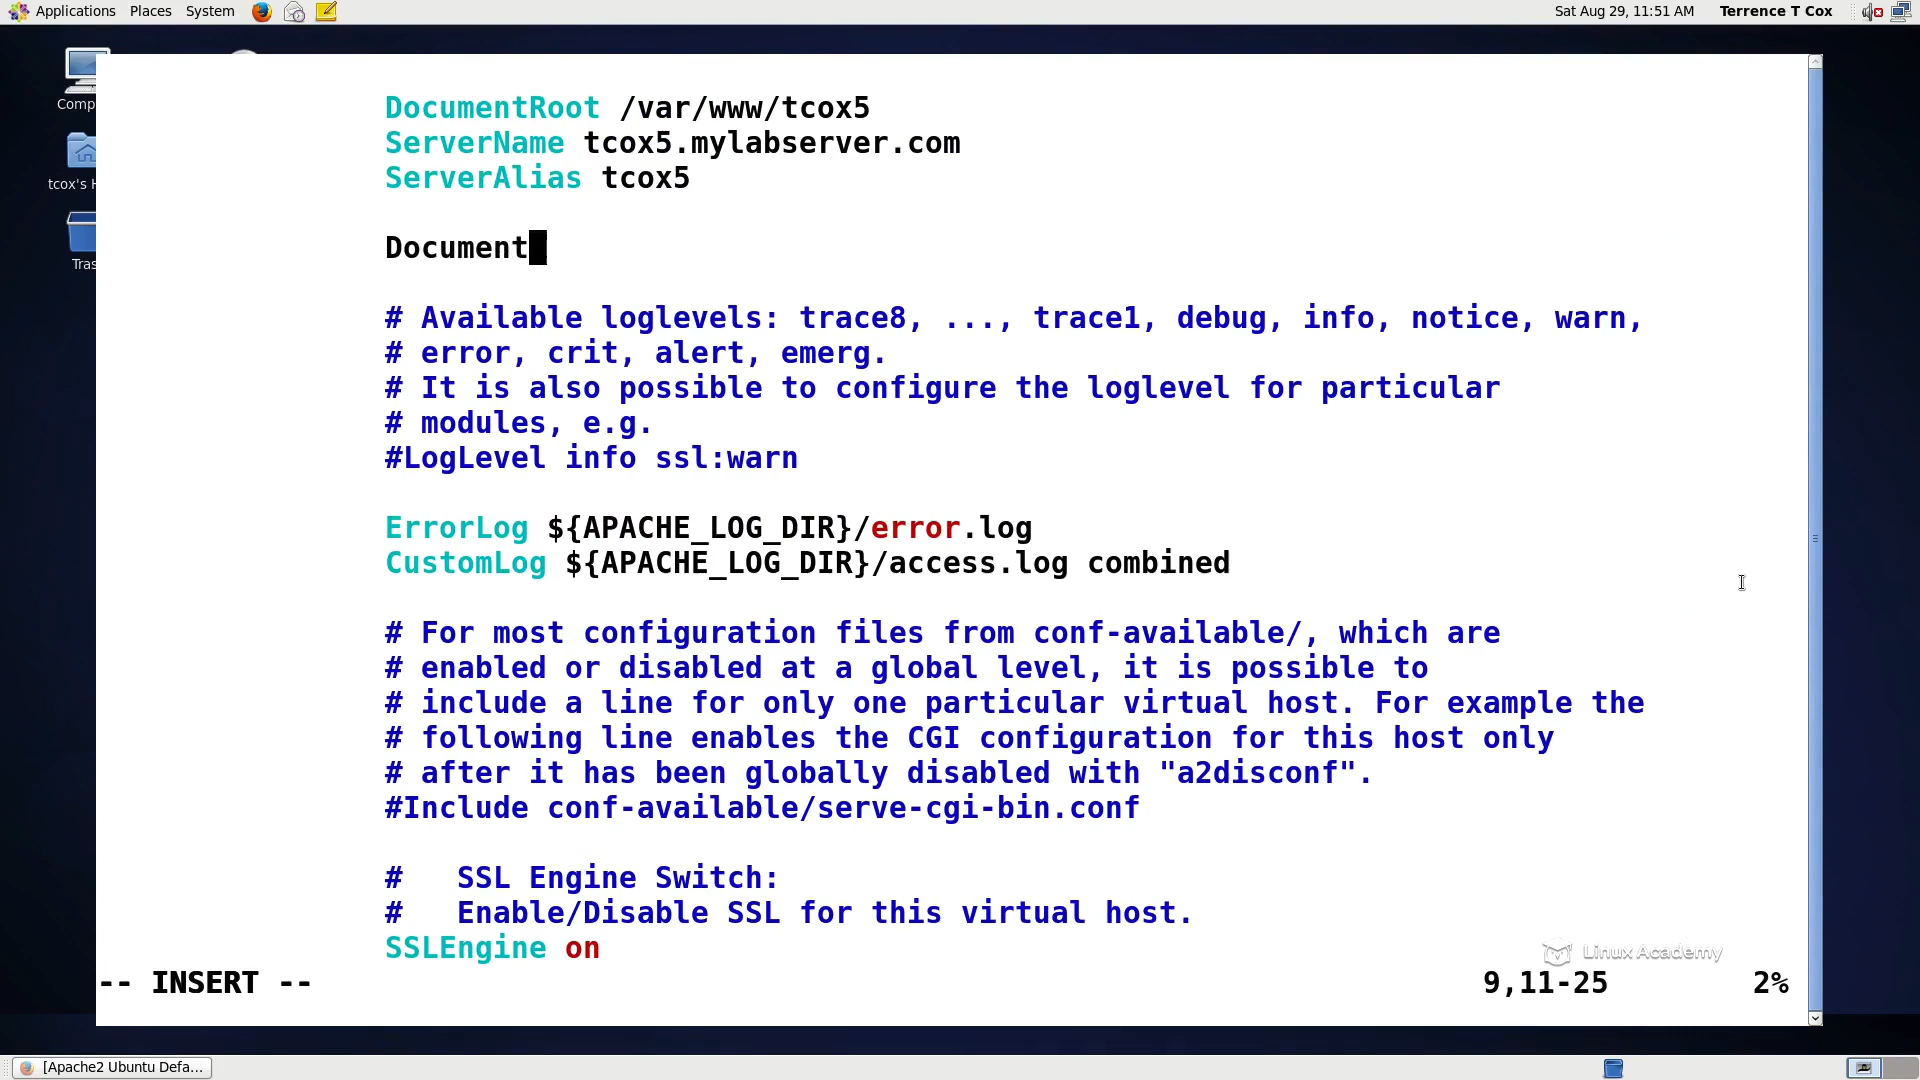 Applications Places System Sat Aug 29, 11:51 AM Terrence T Cox
Comp
tcox's H
Tras
DocumentRoot /var/www/tcox5
ServerName tcox5.mylabserver.com
ServerAlias tcox5
Document
# Available loglevels: trace8, ..., trace1, debug, info, notice, warn,
# error, crit, alert, emerg.
# It is also possible to configure the loglevel for particular
# modules, e.g.
#LogLevel info ssl:warn
ErrorLog ${APACHE_LOG_DIR}/error.log
CustomLog ${APACHE_LOG_DIR}/access.log combined
# For most configuration files from conf-available/, which are
# enabled or disabled at a global level, it is possible to
# include a line for only one particular virtual host. For example the
# following line enables the CGI configuration for this host only
# after it has been globally disabled with "a2disconf".
#Include conf-available/serve-cgi-bin.conf
#   SSL Engine Switch:
#   Enable/Disable SSL for this virtual host.
SSLEngine on
Linux Academy
-- INSERT -- 9,11-25 2%
[Apache2 Ubuntu Defa...